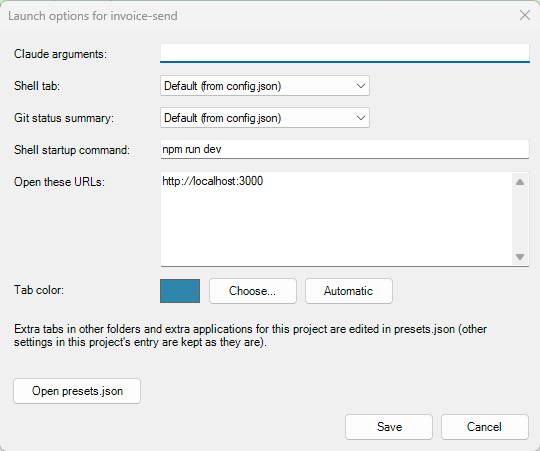 Launch options for invoice-send
Claude arguments:
Shell tab:
Default (from config.json)
Git status summary:
Default (from config.json)
Shell startup command:
npm run dev
Open these URLs:
http://localhost:3000
Tab color:
Choose...
Automatic
Extra tabs in other folders and extra applications for this project are edited in presets.json (other
settings in this project's entry are kept as they are).
Open presets.json
Save
Cancel